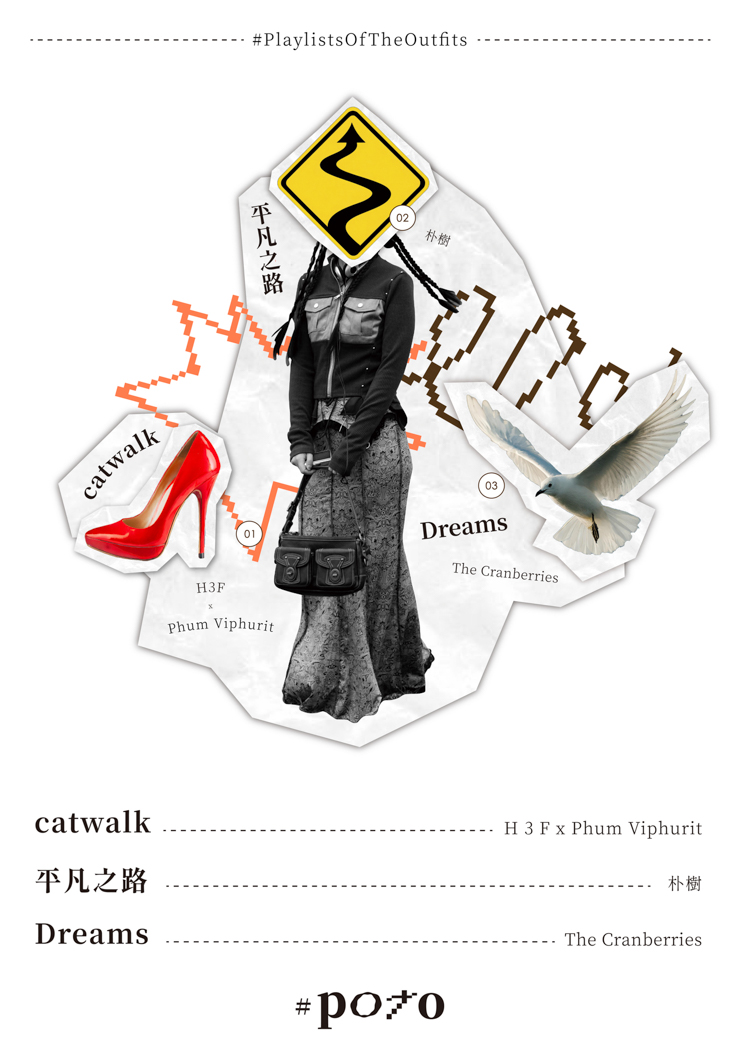 #PlaylistsOfTheOutfits
平凡之路
02
朴樹
catwalk
03
01
Dreams
The Cranberries
H3F
x
Phum Viphurit
catwalk H 3 F x Phum Viphurit
平凡之路 朴樹
Dreams The Cranberries
#poto